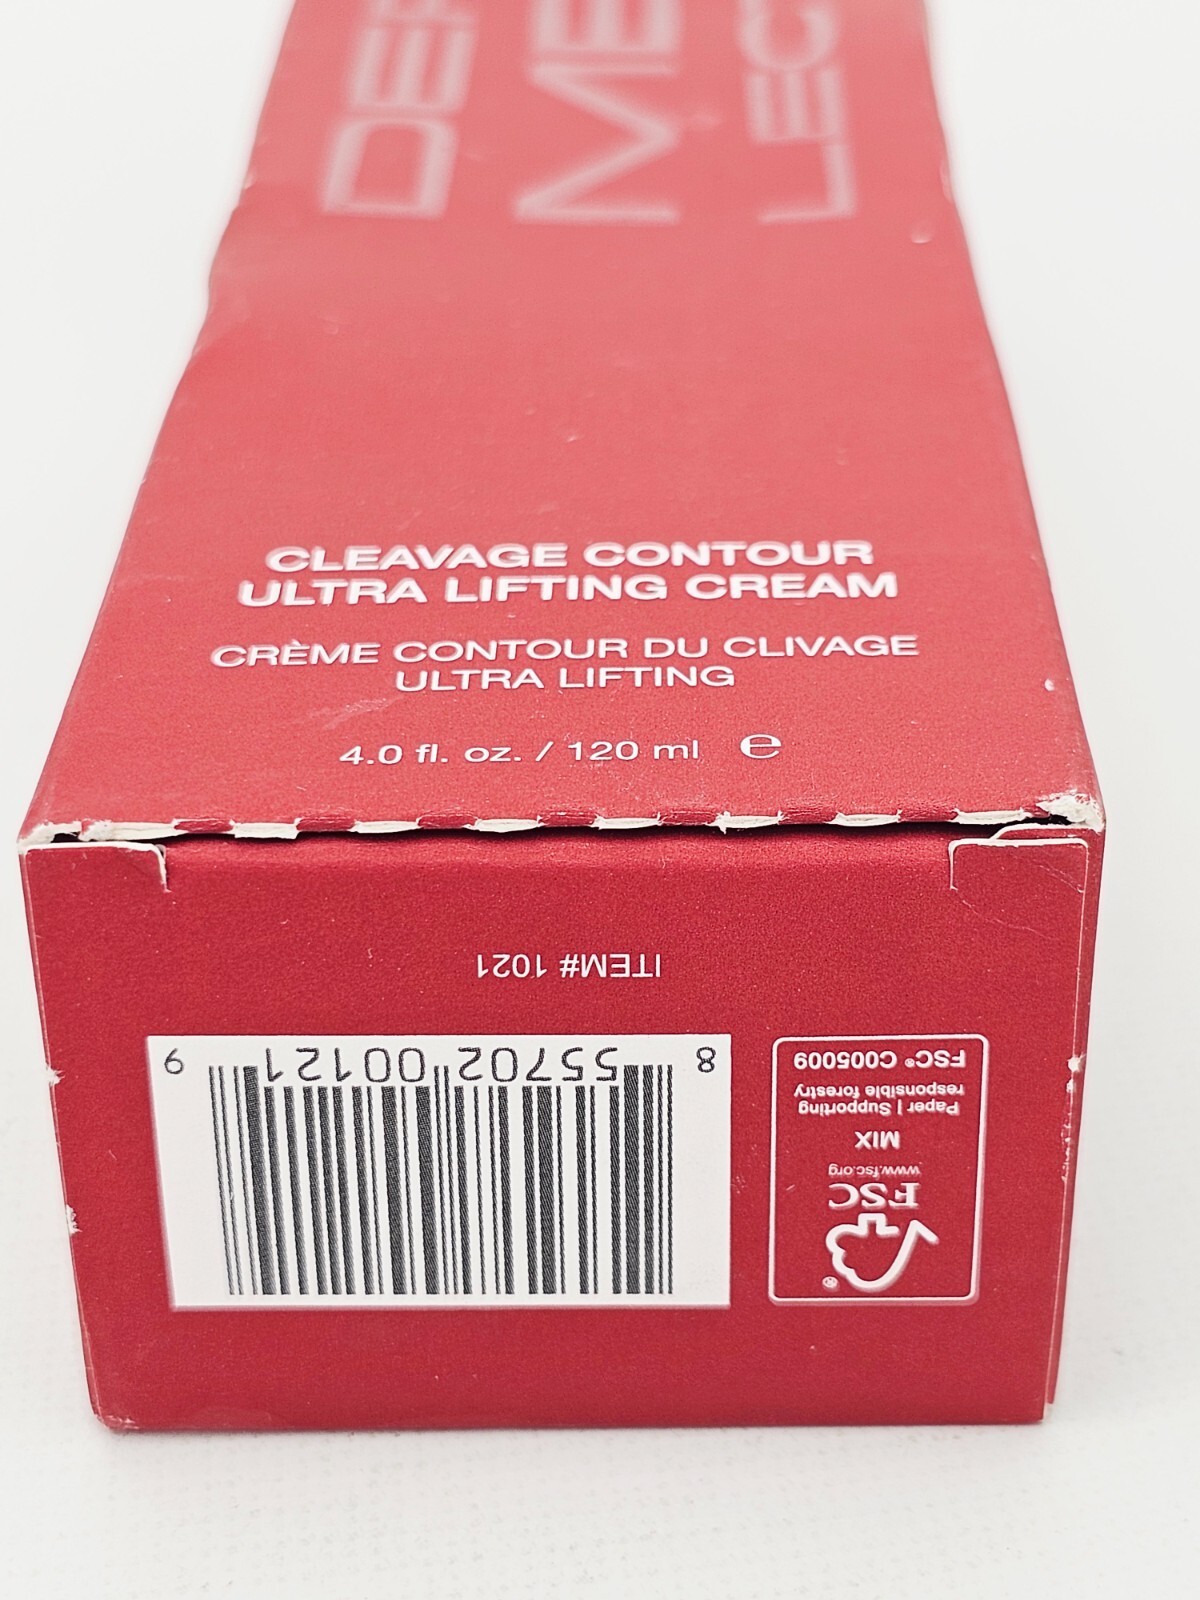 CLEAVAGE CONTOUR
ULTRA LIFTING CREAM
CRÈME CONTOUR DU CLIVAGE
ULTRA LIFTING
4.0 fl. oz. / 120 ml ℮
ITEM# 1021
8 55702 00121 9
FSC® C005009
Paper | Supporting
responsible forestry
MIX
www.fsc.org
FSC
®